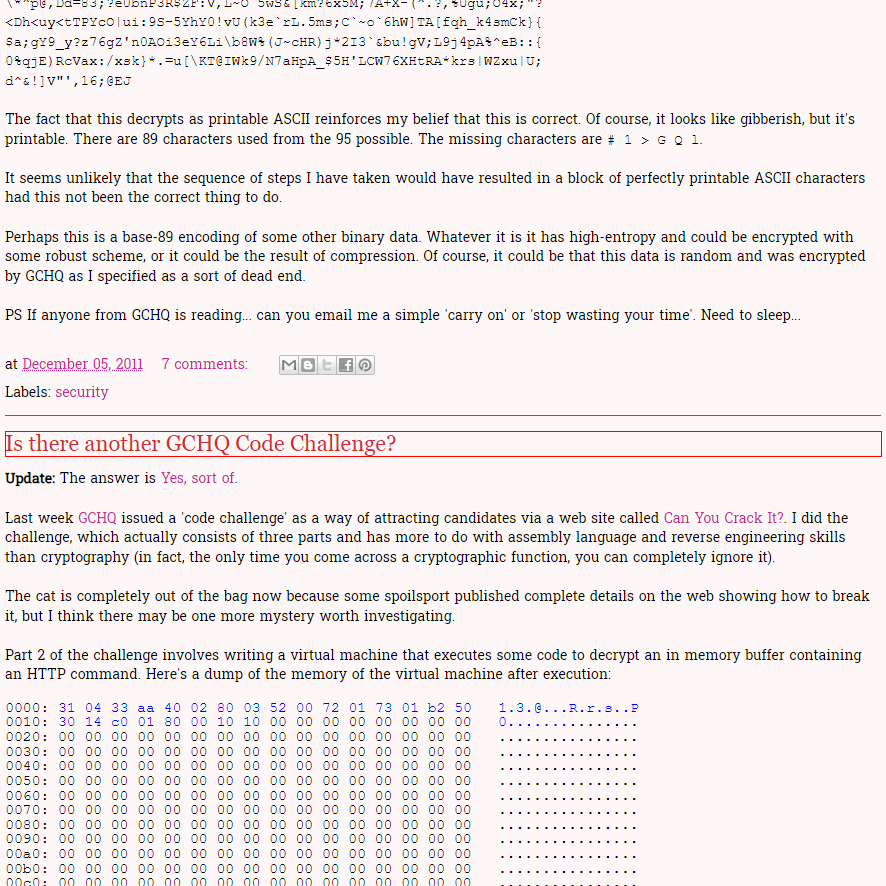 <Dh<uy<tTPYcO|ui:9S-5YhY0!vU(k3e`rL.5ms;C`~o`6hW]TA[fqh_k4smCk}{
$a;gY9_y?z76gZ'n0AOi3eY6Li\b8W%(J~cHR)j*2I3`&bu!gV;L9j4pA%^eB::{
0%qjE)RcVax:/xsk}*.=u[\KT@IWk9/N7aHpA_$5H'LCW76XHtRA*krs|WZxu|U;
d^&!]V"',16;@EJ
The fact that this decrypts as printable ASCII reinforces my belief that this is correct. Of course, it looks like gibberish, but it's
printable. There are 89 characters used from the 95 possible. The missing characters are # 1 > G Q l.
It seems unlikely that the sequence of steps I have taken would have resulted in a block of perfectly printable ASCII characters
had this not been the correct thing to do.
Perhaps this is a base-89 encoding of some other binary data. Whatever it is it has high-entropy and could be encrypted with
some robust scheme, or it could be the result of compression. Of course, it could be that this data is random and was encrypted
by GCHQ as I specified as a sort of dead end.
PS If anyone from GCHQ is reading... can you email me a simple 'carry on' or 'stop wasting your time'. Need to sleep...
at December 05, 2011 7 comments:
Labels: security
Is there another GCHQ Code Challenge?
Update: The answer is Yes, sort of.
Last week GCHQ issued a 'code challenge' as a way of attracting candidates via a web site called Can You Crack It?. I did the
challenge, which actually consists of three parts and has more to do with assembly language and reverse engineering skills
than cryptography (in fact, the only time you come across a cryptographic function, you can completely ignore it).
The cat is completely out of the bag now because some spoilsport published complete details on the web showing how to break
it, but I think there may be one more mystery worth investigating.
Part 2 of the challenge involves writing a virtual machine that executes some code to decrypt an in memory buffer containing
an HTTP command. Here's a dump of the memory of the virtual machine after execution:
0000: 31 04 33 aa 40 02 80 03 52 00 72 01 73 01 b2 50 1.3.@...R.r.s..P
0010: 30 14 c0 01 80 00 10 10 00 00 00 00 00 00 00 00 0...............
0020: 00 00 00 00 00 00 00 00 00 00 00 00 00 00 00 00 ................
0030: 00 00 00 00 00 00 00 00 00 00 00 00 00 00 00 00 ................
0040: 00 00 00 00 00 00 00 00 00 00 00 00 00 00 00 00 ................
0050: 00 00 00 00 00 00 00 00 00 00 00 00 00 00 00 00 ................
0060: 00 00 00 00 00 00 00 00 00 00 00 00 00 00 00 00 ................
0070: 00 00 00 00 00 00 00 00 00 00 00 00 00 00 00 00 ................
0080: 00 00 00 00 00 00 00 00 00 00 00 00 00 00 00 00 ................
0090: 00 00 00 00 00 00 00 00 00 00 00 00 00 00 00 00 ................
00a0: 00 00 00 00 00 00 00 00 00 00 00 00 00 00 00 00 ................
00b0: 00 00 00 00 00 00 00 00 00 00 00 00 00 00 00 00 ................
00c0: 00 00 00 00 00 00 00 00 00 00 00 00 00 00 00 00 ................